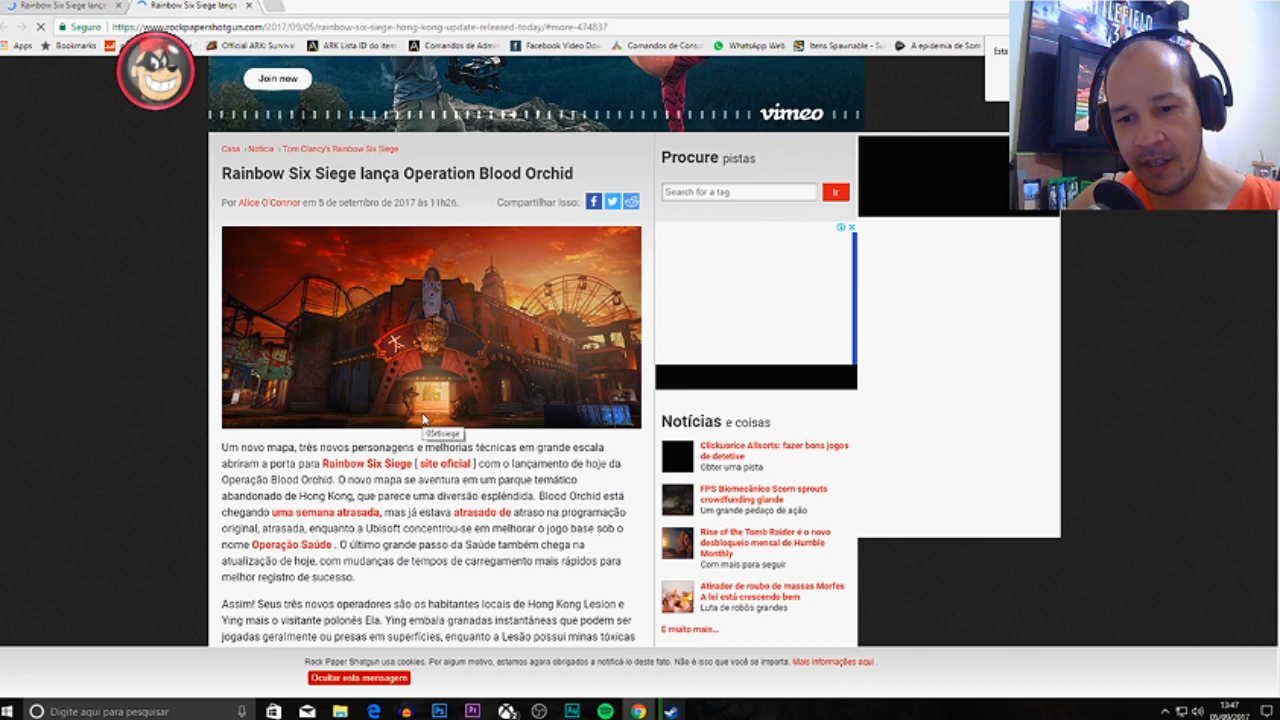 Rainbow Six Siege lanç
Rainbow Six Siege lanç
Seguro
https://www.rockpapershotgun.com/2017/09/05/rainbow-six-siege-hong-kong-update-released-today/#more-474837
Apps
Bookmarks
Official ARK: Survival
ARK Lista ID do item
Comandos de Admin
Facebook Video Dow
Comandos de Conso
WhatsApp Web
Itens Spawnable - Su
A epidemia de Som
Esta
BATTLEFIELD
Join now
vimeo
Casa › Notícia › Tom Clancy's Rainbow Six Siege
Rainbow Six Siege lança Operation Blood Orchid
Por Alice O'Connor em 5 de setembro de 2017 às 11h26.
Compartilhar isso:
05r6siege
Um novo mapa, três novos personagens e melhorias técnicas em grande escala
abriram a porta para Rainbow Six Siege [ site oficial ] com o lançamento de hoje da
Operação Blood Orchid. O novo mapa se aventura em um parque temático
abandonado de Hong Kong, que parece uma diversão esplêndida. Blood Orchid está
chegando uma semana atrasada, mas já estava atrasado de atraso na programação
original, atrasada, enquanto a Ubisoft concentrou-se em melhorar o jogo base sob o
nome Operação Saúde . O último grande passo da Saúde também chega na
atualização de hoje, com mudanças de tempos de carregamento mais rápidos para
melhor registro de sucesso.
Assim! Seus três novos operadores são os habitantes locais de Hong Kong Lesion e
Ying mais o visitante polonês Ela. Ying embala granadas instantâneas que podem ser
jogadas geralmente ou presas em superfícies, enquanto a Lesão possui minas tóxicas
Procure pistas
Search for a tag
Ir
Notícias e coisas
Clickuorice Allsorts: fazer bons jogos
de detetive
Obter uma pista
FPS Biomecânico Scorn sprouts
crowdfunding glande
Um grande pedaço de ação
Rise of the Tomb Raider é o novo
desbloqueio mensal de Humble
Monthly
Com mais para seguir
Atirador de roubo de massas Morfes
A lei está crescendo bem
Luta de robôs grandes
E muito mais...
Rock Paper Shotgun usa cookies. Por algum motivo, estamos agora obrigados a notificá-lo deste fato. Não é isso que você se importa. Mais informações aqui .
Ocultar esta mensagem
Digite aqui para pesquisar
13:47
05/09/2017